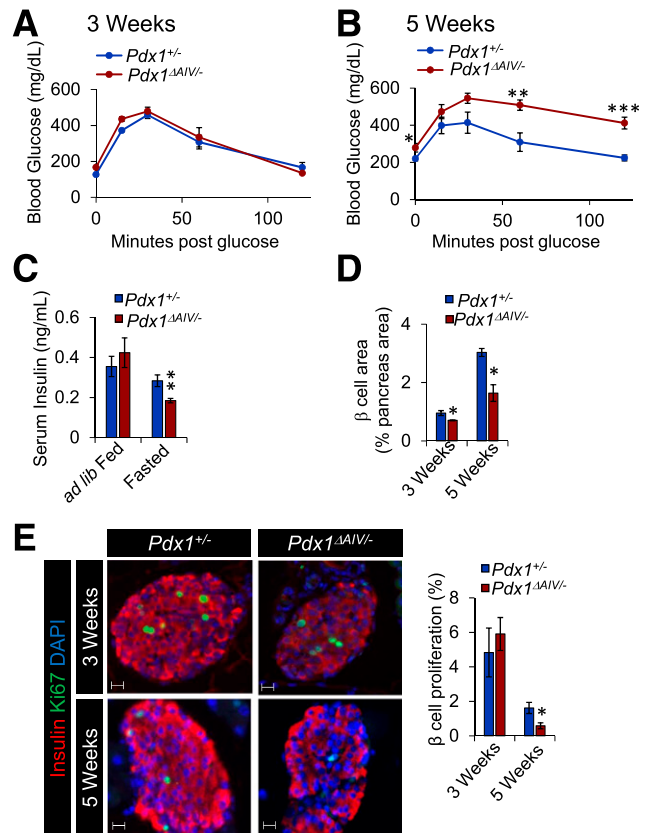 A 3 Weeks
Pdx1+/-
Pdx1ΔAIV/-
Blood Glucose (mg/dL)
600
400
200
0
0 50 100
Minutes post glucose
B 5 Weeks
Pdx1+/-
Pdx1ΔAIV/-
Blood Glucose (mg/dL)
600
400
200
0
*
**
***
0 50 100
Minutes post glucose
C
Pdx1+/-
Pdx1ΔAIV/-
Serum Insulin (ng/mL)
0.6
0.4
0.2
0
**
ad lib Fed
Fasted
D
Pdx1+/-
Pdx1ΔAIV/-
β cell area
(% pancreas area)
4
2
0
*
*
3 Weeks
5 Weeks
E
Pdx1+/-
Pdx1ΔAIV/-
Insulin Ki67 DAPI
3 Weeks
5 Weeks
Pdx1+/-
Pdx1ΔAIV/-
β cell proliferation (%)
8
6
4
2
0
*
3 Weeks
5 Weeks